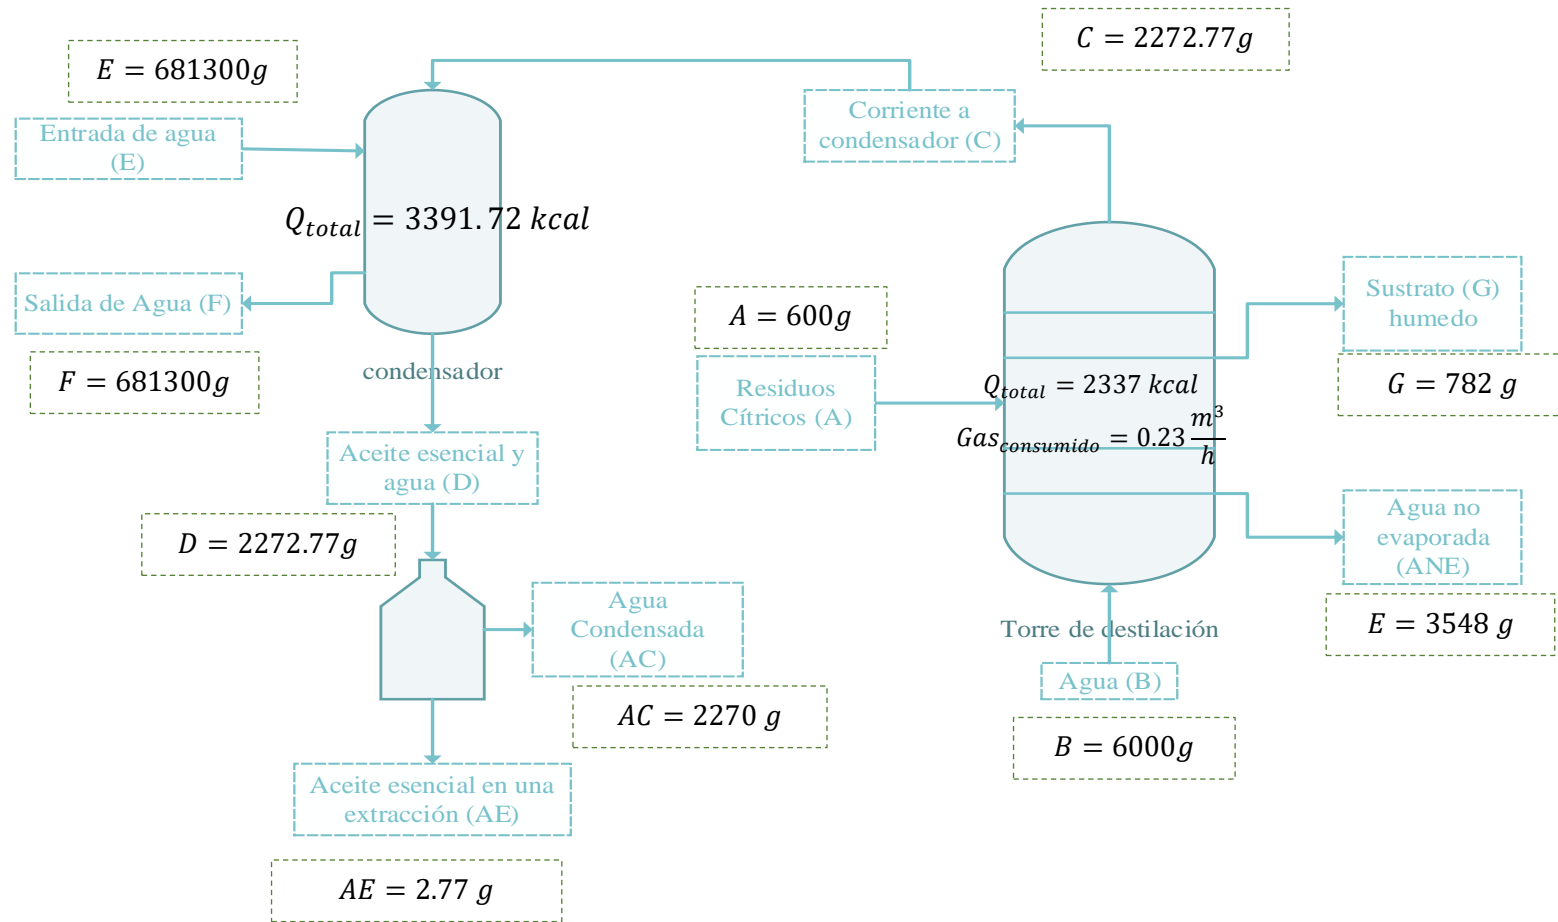 C = 2272.77g
E = 681300g
Entrada de agua
(E)
Corriente a
condensador (C)
Q_total = 3391.72 kcal
Salida de Agua (F)
F = 681300g
condensador
Sustrato (G)
humedo
G = 782 g
A = 600g
Residuos
Cítricos (A)
Q_total = 2337 kcal
Gas_consumido = 0.23 m³/h
Aceite esencial y
agua (D)
D = 2272.77g
Agua no
evaporada
(ANE)
E = 3548 g
Agua
Condensada
(AC)
AC = 2270 g
Torre de destilación
Agua (B)
B = 6000g
Aceite esencial en una
extracción (AE)
AE = 2.77 g